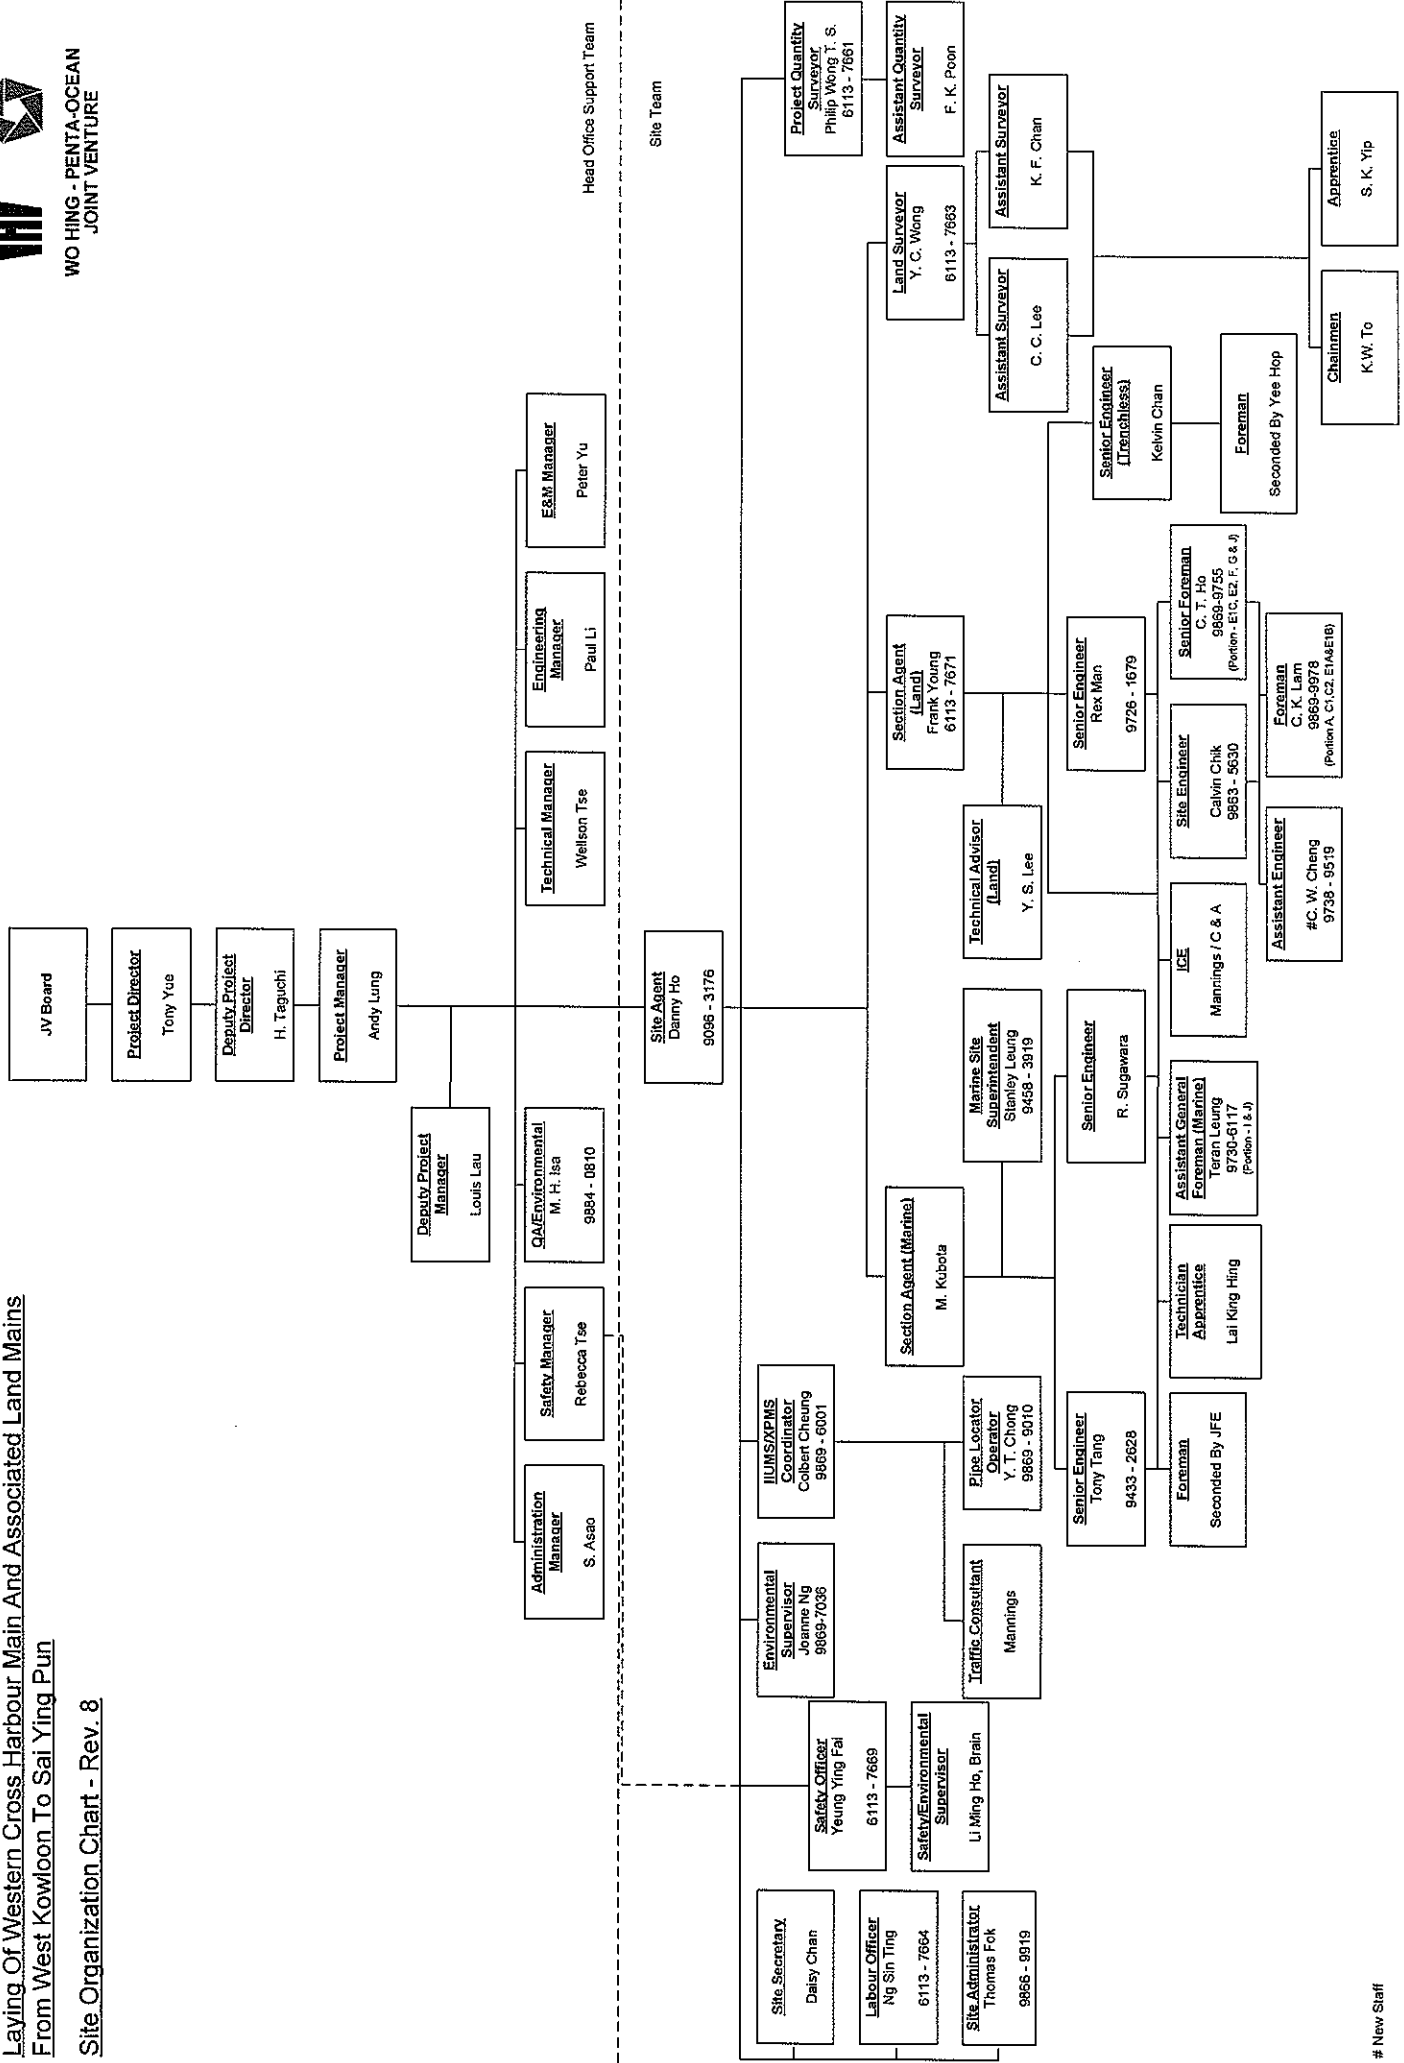 Laying Of Western Cross Harbour Main And Associated Land Mains
From West Kowloon To Sai Ying Pun
Site Organization Chart - Rev. 8
WO HING - PENTA-OCEAN
JOINT VENTURE
JV Board
Project Director
Tony Yue
Deputy Project
Director
H. Taguchi
Project Manager
Andy Lung
Deputy Project
Manager
Louis Lau
Administration
Manager
S. Asao
Safety Manager
Rebecca Tse
QA/Environmental
M. H. Isa
9884 - 0810
Technical Manager
Wellson Tse
Engineering
Manager
Paul Li
E&M Manager
Peter Yu
Head Office Support Team
Site Team
Site Agent
Danny Ho
9096 - 3176
Site Secretary
Daisy Chan
Labour Officer
Ng Sin Ting
6113 - 7664
Site Administrator
Thomas Fok
9866 - 9919
Safety Officer
Yeung Ying Fai
6113 - 7669
Safety/Environmental
Supervisor
Li Ming Ho, Brain
Environmental
Supervisor
Joanne Ng
9869-7036
IIUMS/XPMS
Coordinator
Colbert Cheung
9869 - 6001
Traffic Consultant
Mannings
Pipe Locator
Operator
Y. T. Chong
9869 - 9010
Project Quantity
Surveyor
Philip Wong T. S.
6113 - 7661
Assistant Quantity
Surveyor
F. K. Poon
Section Agent (Marine)
M. Kubota
Marine Site
Superintendent
Stanley Leung
9458 - 3919
Senior Engineer
Tony Tang
9433 - 2628
Senior Engineer
R. Sugawara
Section Agent
(Land)
Frank Young
6113 - 7671
Technical Advisor
(Land)
Y. S. Lee
Senior Engineer
Rex Man
9726 - 1679
Senior Engineer
(Trenchless)
Kelvin Chan
Foreman
Seconded By Yee Hop
Land Surveyor
Y. C. Wong
6113 - 7663
Assistant Surveyor
C. C. Lee
Assistant Surveyor
K. F. Chan
Chainmen
K.W. To
Apprentice
S. K. Yip
Foreman
Seconded By JFE
Technician
Apprentice
Lai King Hing
Assistant General
Foreman (Marine)
Teran Leung
9730-6117
(Portion - I & J)
ICE
Mannings / C & A
Site Engineer
Calvin Chik
9863 - 5630
Senior Foreman
C. T. Ho
9869-9755
(Portion - E1C, E2, F, G & J)
Assistant Engineer
#C. W. Cheng
9738 - 9519
Foreman
C. K. Lam
9869-9978
(Portion A, C1,C2, E1A&E1B)
# New Staff